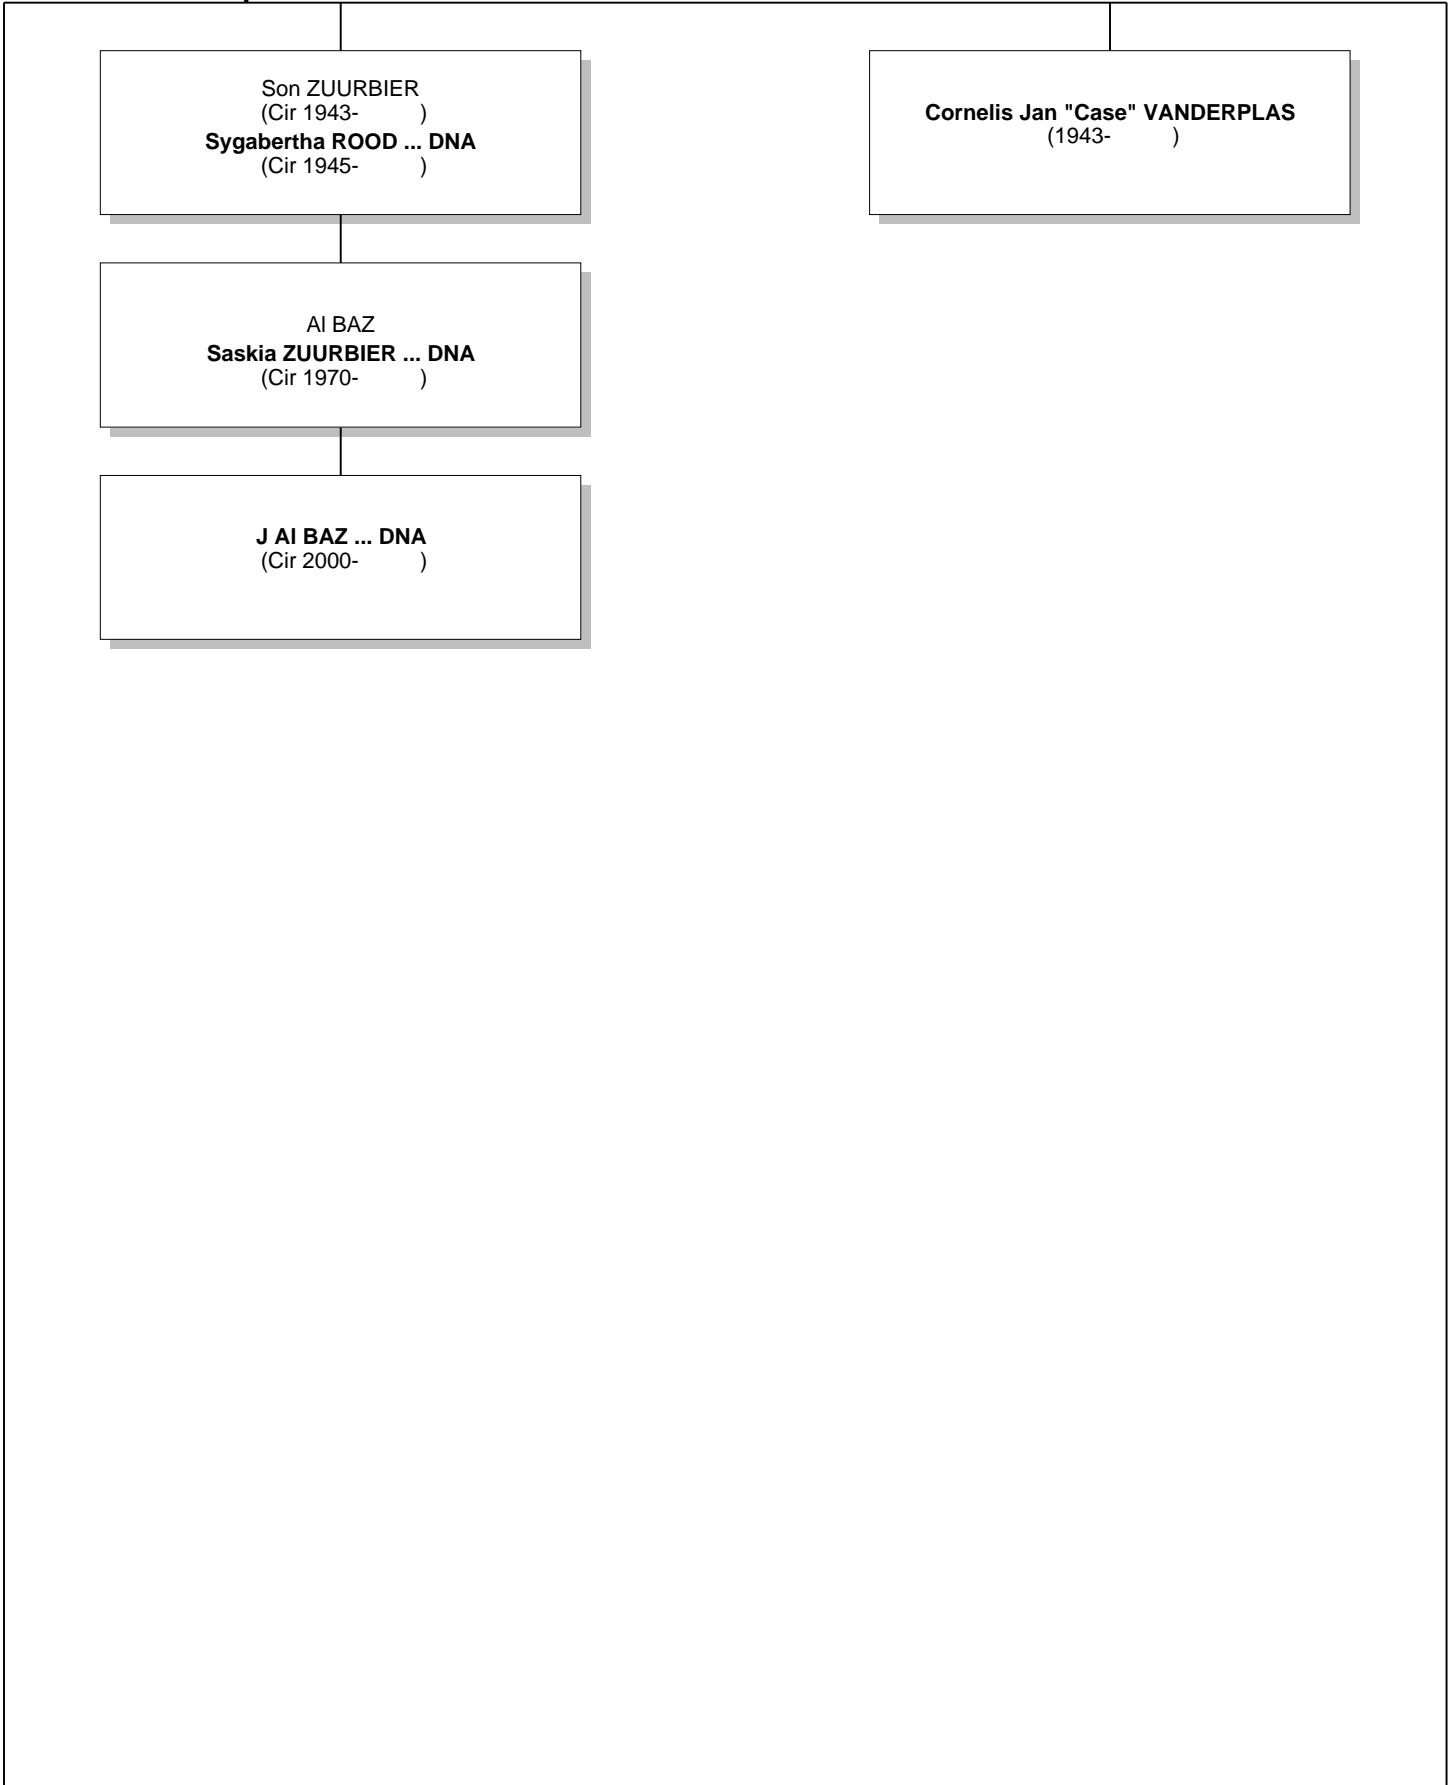 Son ZUURBIER
(Cir 1943- )
Sygabertha ROOD ... DNA
(Cir 1945- )
Cornelis Jan "Case" VANDERPLAS
(1943- )
Al BAZ
Saskia ZUURBIER ... DNA
(Cir 1970- )
J Al BAZ ... DNA
(Cir 2000- )